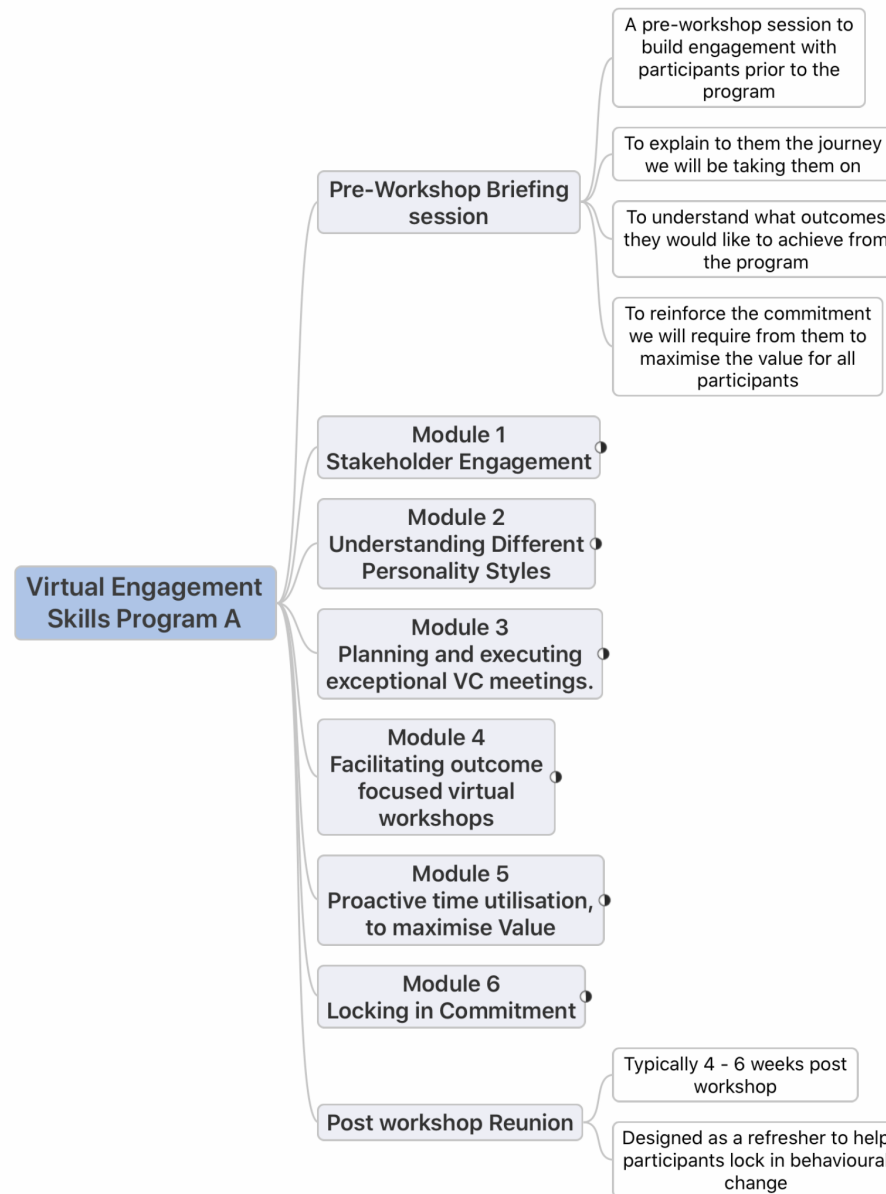 A pre-workshop session to
build engagement with
participants prior to the
program
To explain to them the journey
we will be taking them on
Pre-Workshop Briefing
session
To understand what outcomes
they would like to achieve from
the program
To reinforce the commitment
we will require from them to
maximise the value for all
participants
Module 1
Stakeholder Engagement
Module 2
Understanding Different
Personality Styles
Virtual Engagement
Skills Program A
Module 3
Planning and executing
exceptional VC meetings.
Module 4
Facilitating outcome
focused virtual
workshops
Module 5
Proactive time utilisation,
to maximise Value
Module 6
Locking in Commitment
Typically 4 - 6 weeks post
workshop
Post workshop Reunion
Designed as a refresher to help
participants lock in behavioural
change